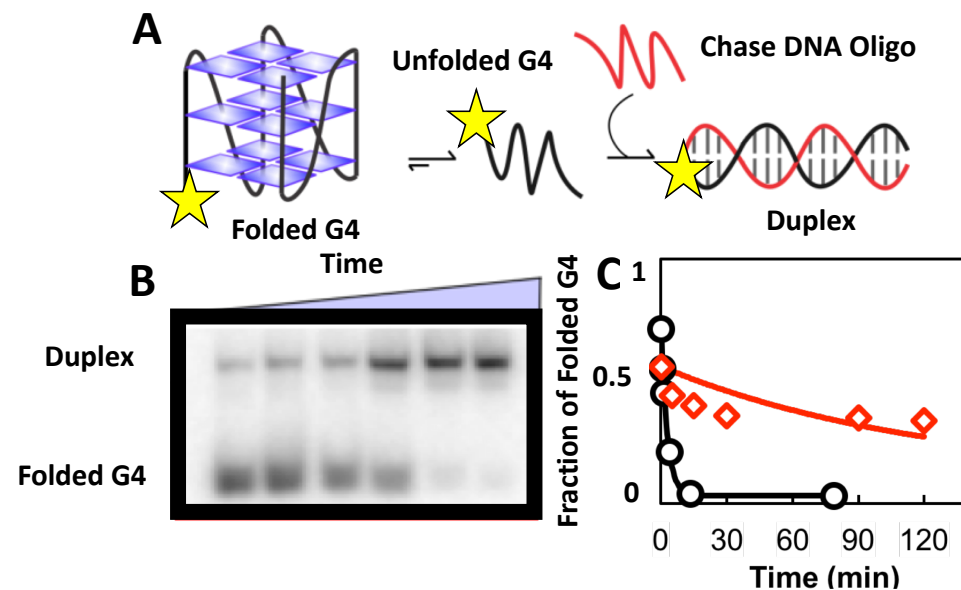 A
Unfolded G4
Chase DNA Oligo
Folded G4
Duplex
B
Time
Duplex
Folded G4
C
Fraction of Folded G4
1
0.5
0
0 30 60 90 120
Time (min)